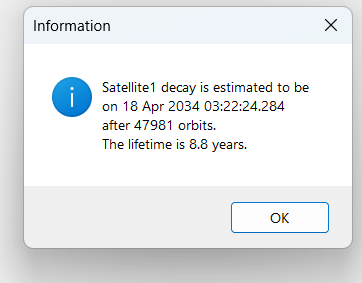 Information
Satellite1 decay is estimated to be
on 18 Apr 2034 03:22:24.284
after 47981 orbits.
The lifetime is 8.8 years.
OK